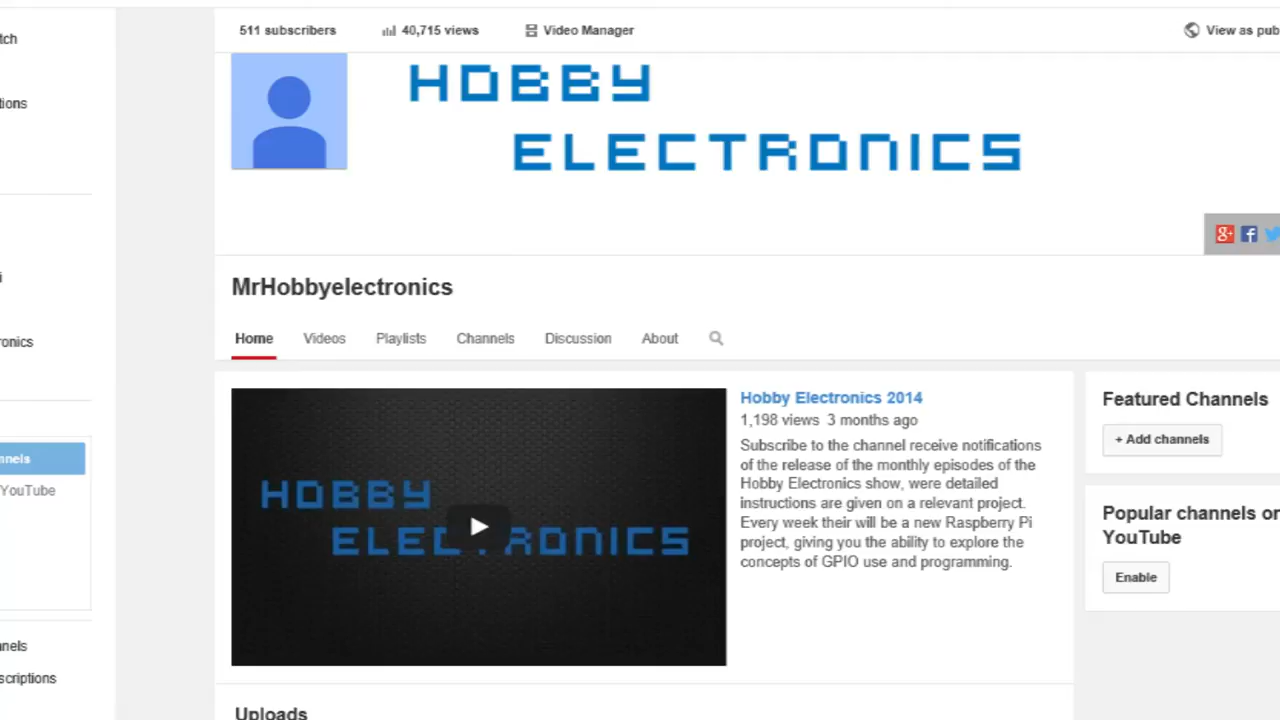 511 subscribers 40,715 views Video Manager View as pub
tch
HOBBY
ELECTRONICS
tions
MrHobbyelectronics
i
ronics
Home Videos Playlists Channels Discussion About
Hobby Electronics 2014
1,198 views 3 months ago
Subscribe to the channel receive notifications
of the release of the monthly episodes of the
Hobby Electronics show, were detailed
instructions are given on a relevant project.
Every week their will be a new Raspberry Pi
project, giving you the ability to explore the
concepts of GPIO use and programming.
HOBBY
ELECTRONICS
Featured Channels
+ Add channels
Popular channels on
YouTube
Enable
nnels
YouTube
nnels
scriptions
Uploads